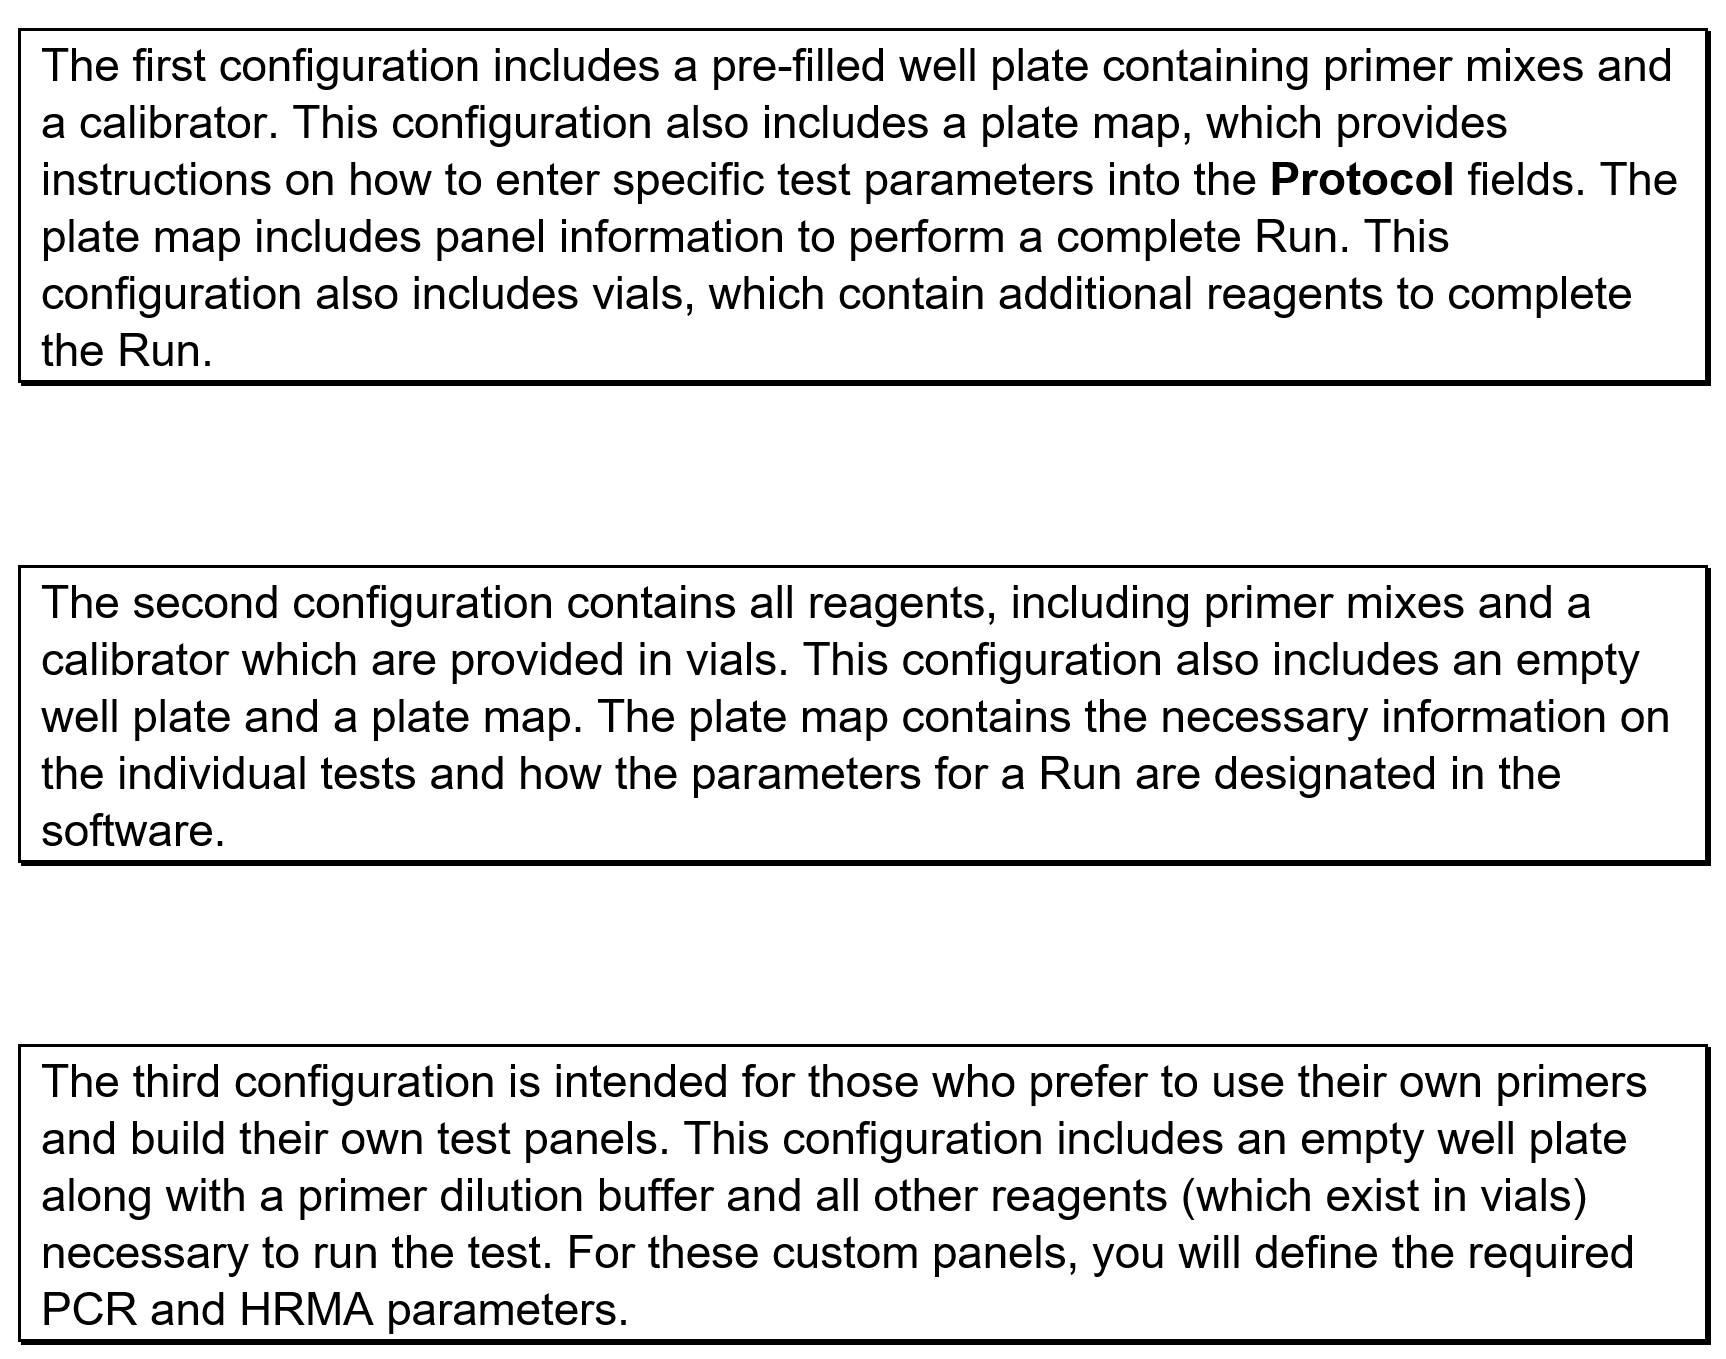 The first configuration includes a pre-filled well plate containing primer mixes and
a calibrator. This configuration also includes a plate map, which provides
instructions on how to enter specific test parameters into the Protocol fields. The
plate map includes panel information to perform a complete Run. This
configuration also includes vials, which contain additional reagents to complete
the Run.
The second configuration contains all reagents, including primer mixes and a
calibrator which are provided in vials. This configuration also includes an empty
well plate and a plate map. The plate map contains the necessary information on
the individual tests and how the parameters for a Run are designated in the
software.
The third configuration is intended for those who prefer to use their own primers
and build their own test panels. This configuration includes an empty well plate
along with a primer dilution buffer and all other reagents (which exist in vials)
necessary to run the test. For these custom panels, you will define the required
PCR and HRMA parameters.